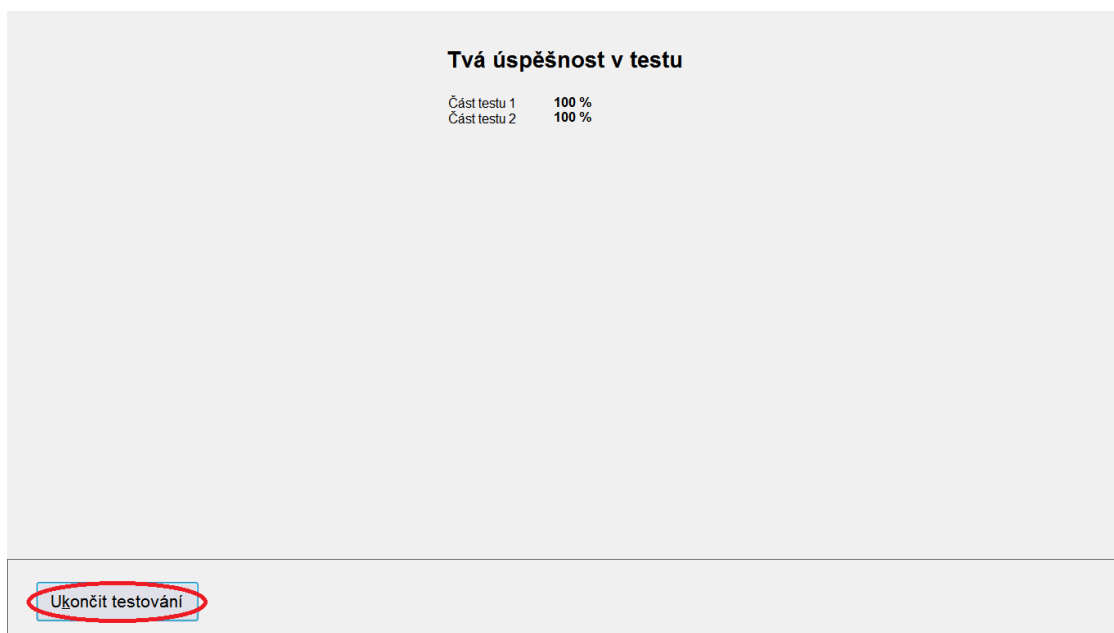 Tvá úspěšnost v testu
Část testu 1 100 %
Část testu 2 100 %
Ukončit testování